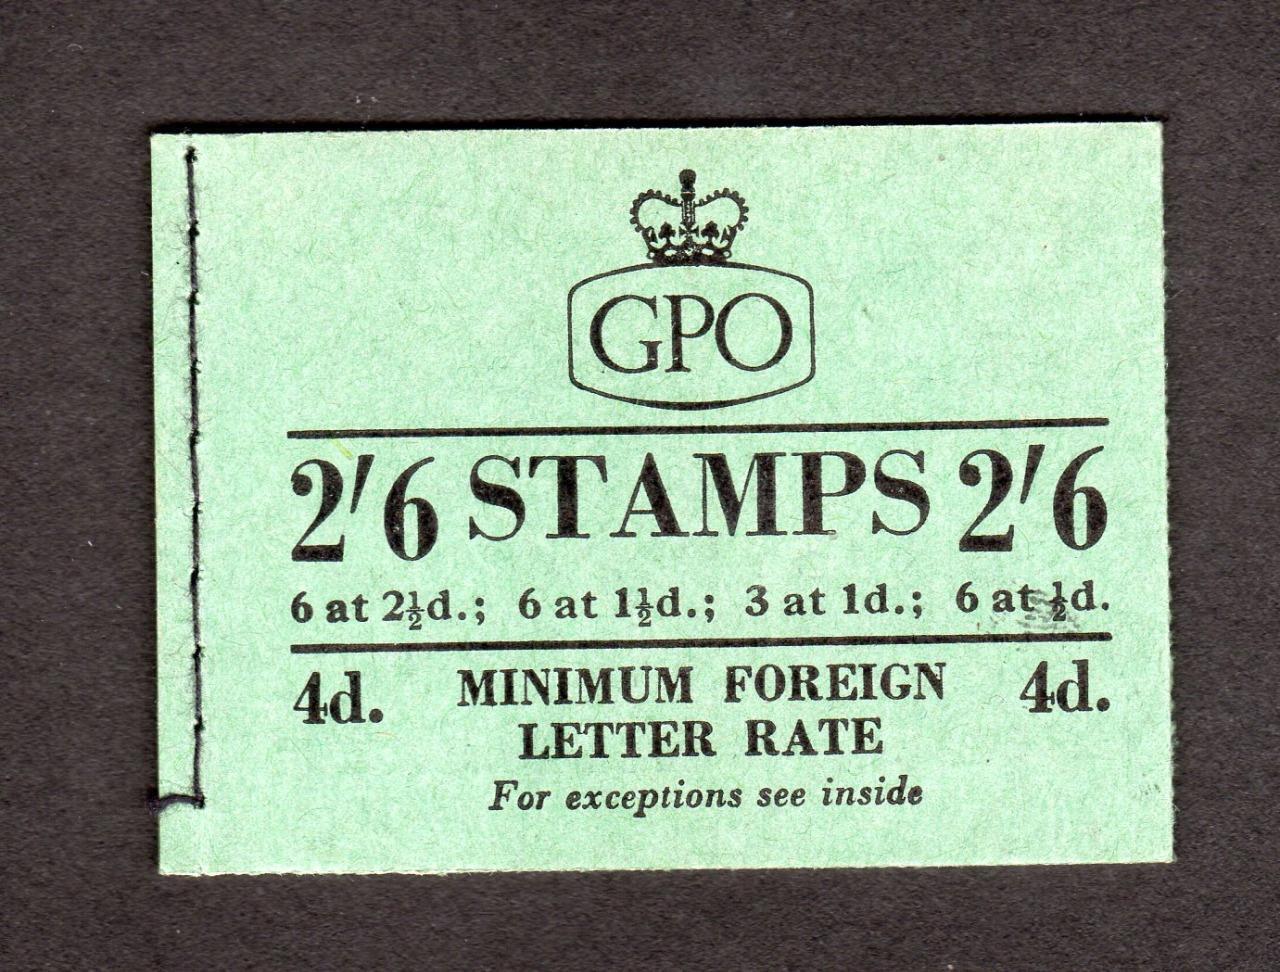 GPO
2'6 STAMPS 2'6
6 at 2½d.; 6 at 1½d.; 3 at 1d.; 6 at ½d.
4d. MINIMUM FOREIGN 4d.
LETTER RATE
For exceptions see inside